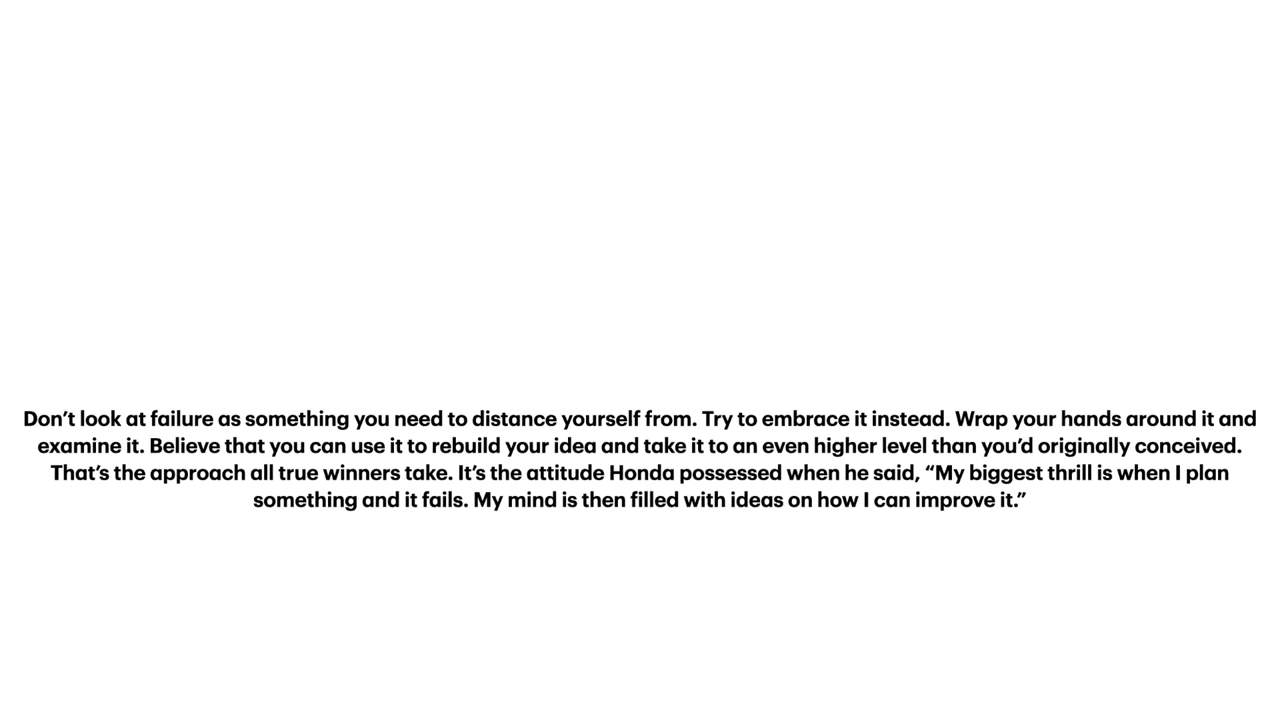 Don’t look at failure as something you need to distance yourself from. Try to embrace it instead. Wrap your hands around it and
examine it. Believe that you can use it to rebuild your idea and take it to an even higher level than you’d originally conceived.
That’s the approach all true winners take. It’s the attitude Honda possessed when he said, “My biggest thrill is when I plan
something and it fails. My mind is then filled with ideas on how I can improve it.”